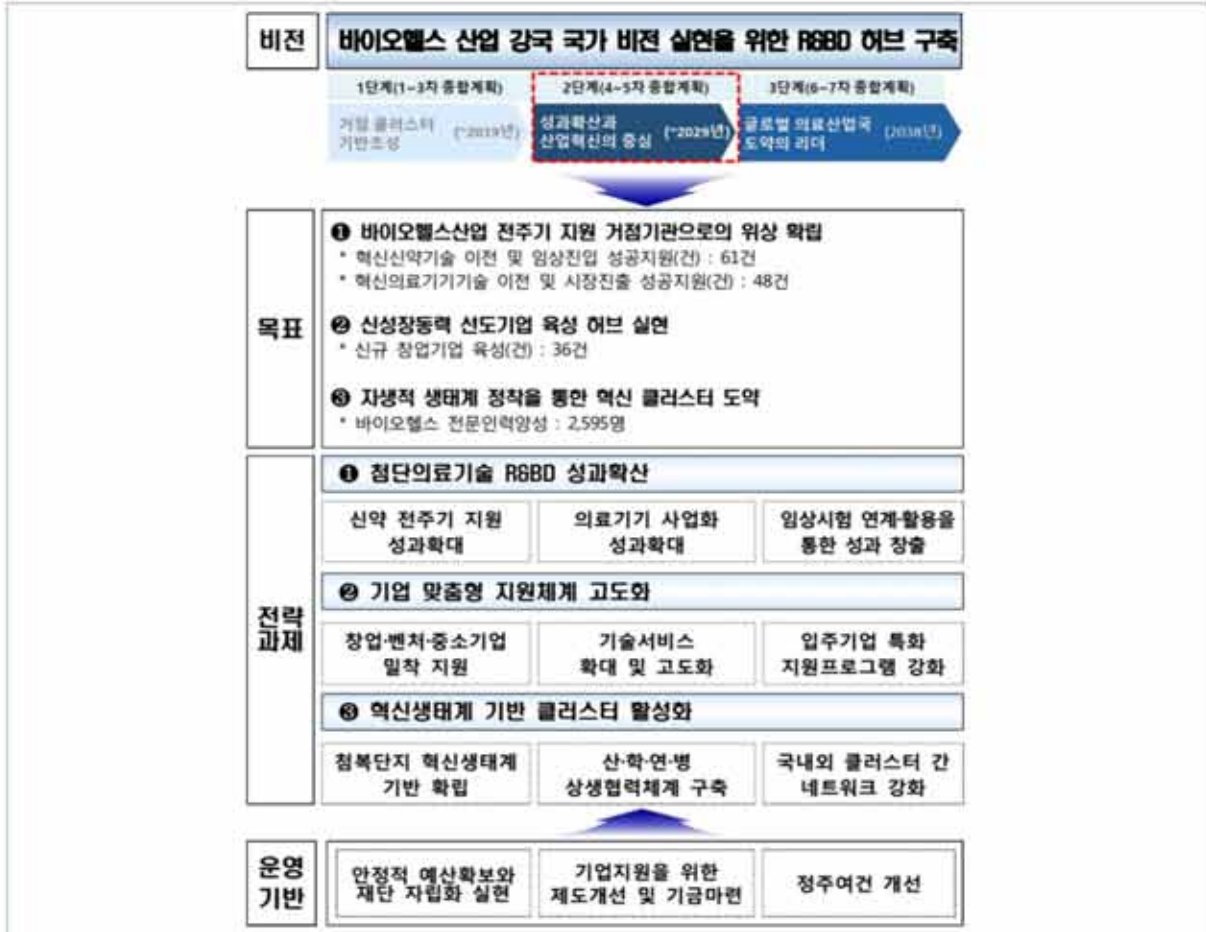 비전
바이오헬스 산업 강국 국가 비전 실현을 위한 R&BD 허브 구축
1단계(1~3차 종합계획)
거점 클러스터
기반조성
(~2019년)
2단계(4~5차 종합계획)
성과확산과
산업혁신의 중심
(~2029년)
3단계(6~7차 종합계획)
글로벌 의료산업국
도약의 리더
(2038년)
목표
❶ 바이오헬스산업 전주기 지원 거점기관으로의 위상 확립
* 혁신신약기술 이전 및 임상진입 성공지원(건) : 61건
* 혁신의료기기기술 이전 및 시장진출 성공지원(건) : 48건
❷ 신성장동력 선도기업 육성 허브 실현
* 신규 창업기업 육성(건) : 36건
❸ 자생적 생태계 정착을 통한 혁신 클러스터 도약
* 바이오헬스 전문인력양성 : 2,595명
전략
과제
❶ 첨단의료기술 R&BD 성과확산
신약 전주기 지원
성과확대
의료기기 사업화
성과확대
임상시험 연계·활용을
통한 성과 창출
❷ 기업 맞춤형 지원체계 고도화
창업·벤처·중소기업
밀착 지원
기술서비스
확대 및 고도화
입주기업 특화
지원프로그램 강화
❸ 혁신생태계 기반 클러스터 활성화
첨복단지 혁신생태계
기반 확립
산·학·연·병
상생협력체계 구축
국내외 클러스터 간
네트워크 강화
운영
기반
안정적 예산확보와
재단 자립화 실현
기업지원을 위한
제도개선 및 기금마련
정주여건 개선